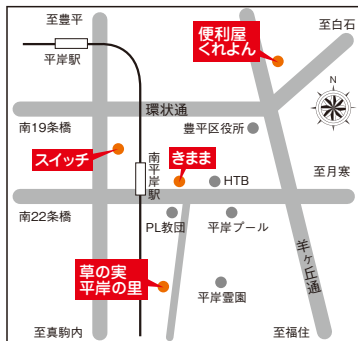 至豊平
平岸駅
便利屋
くれよん
至白石
N
環状通
南19条橋
豊平区役所
スイッチ
南平岸駅
きまま
HTB
至月寒
南22条橋
PL教団
平岸プール
羊ヶ丘通
草の実
平岸の里
平岸霊園
至真駒内
至福住